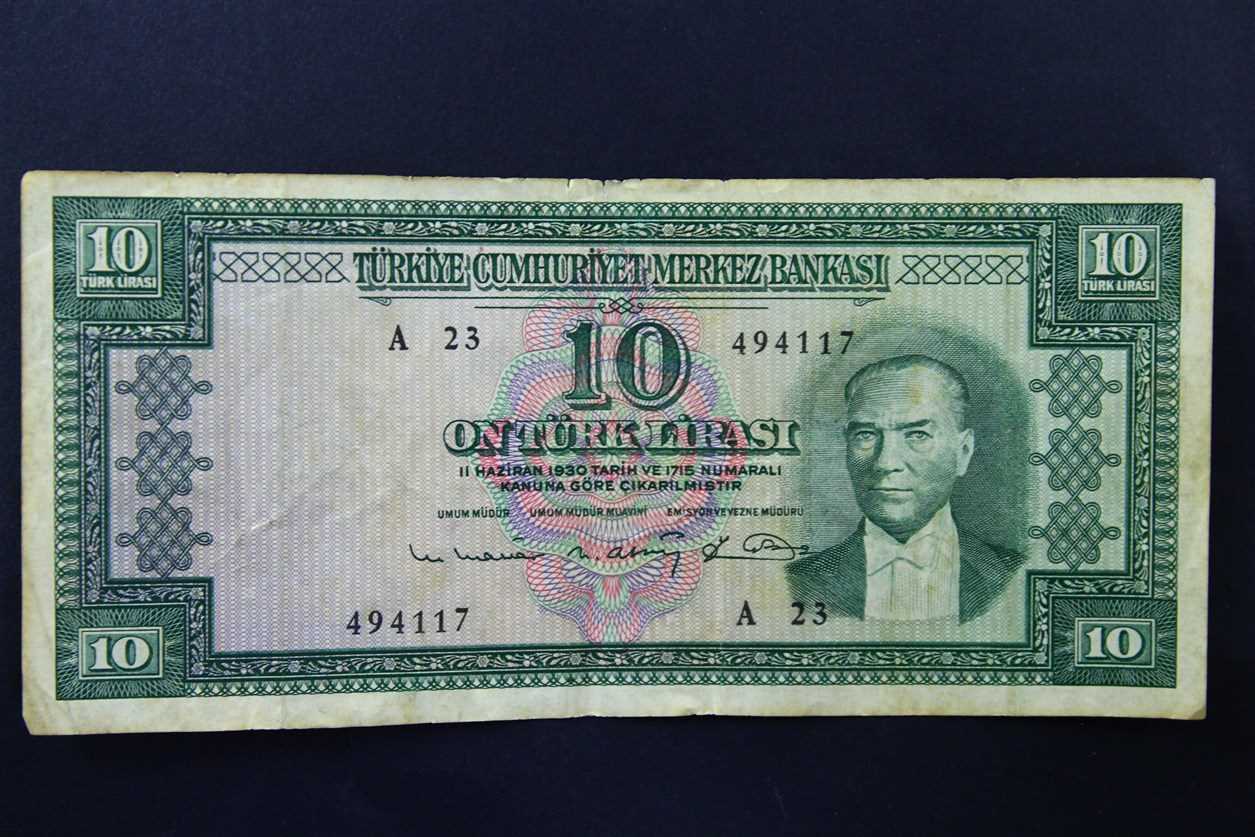 10
TÜRK LİRASI
TÜRKİYE CUMHURİYET MERKEZ BANKASI
10
TÜRK LİRASI
A 23
494117
10
ON TÜRK LİRASI
11 HAZİRAN 1930 TARİH VE 1715 NUMARALI
KANUNA GÖRE ÇIKARILMIŞTIR
UMUM MÜDÜR UMUM MÜDÜR MUAVİNİ EMİSYON VE VEZNE MÜDÜRÜ
494117
A 23
10
10